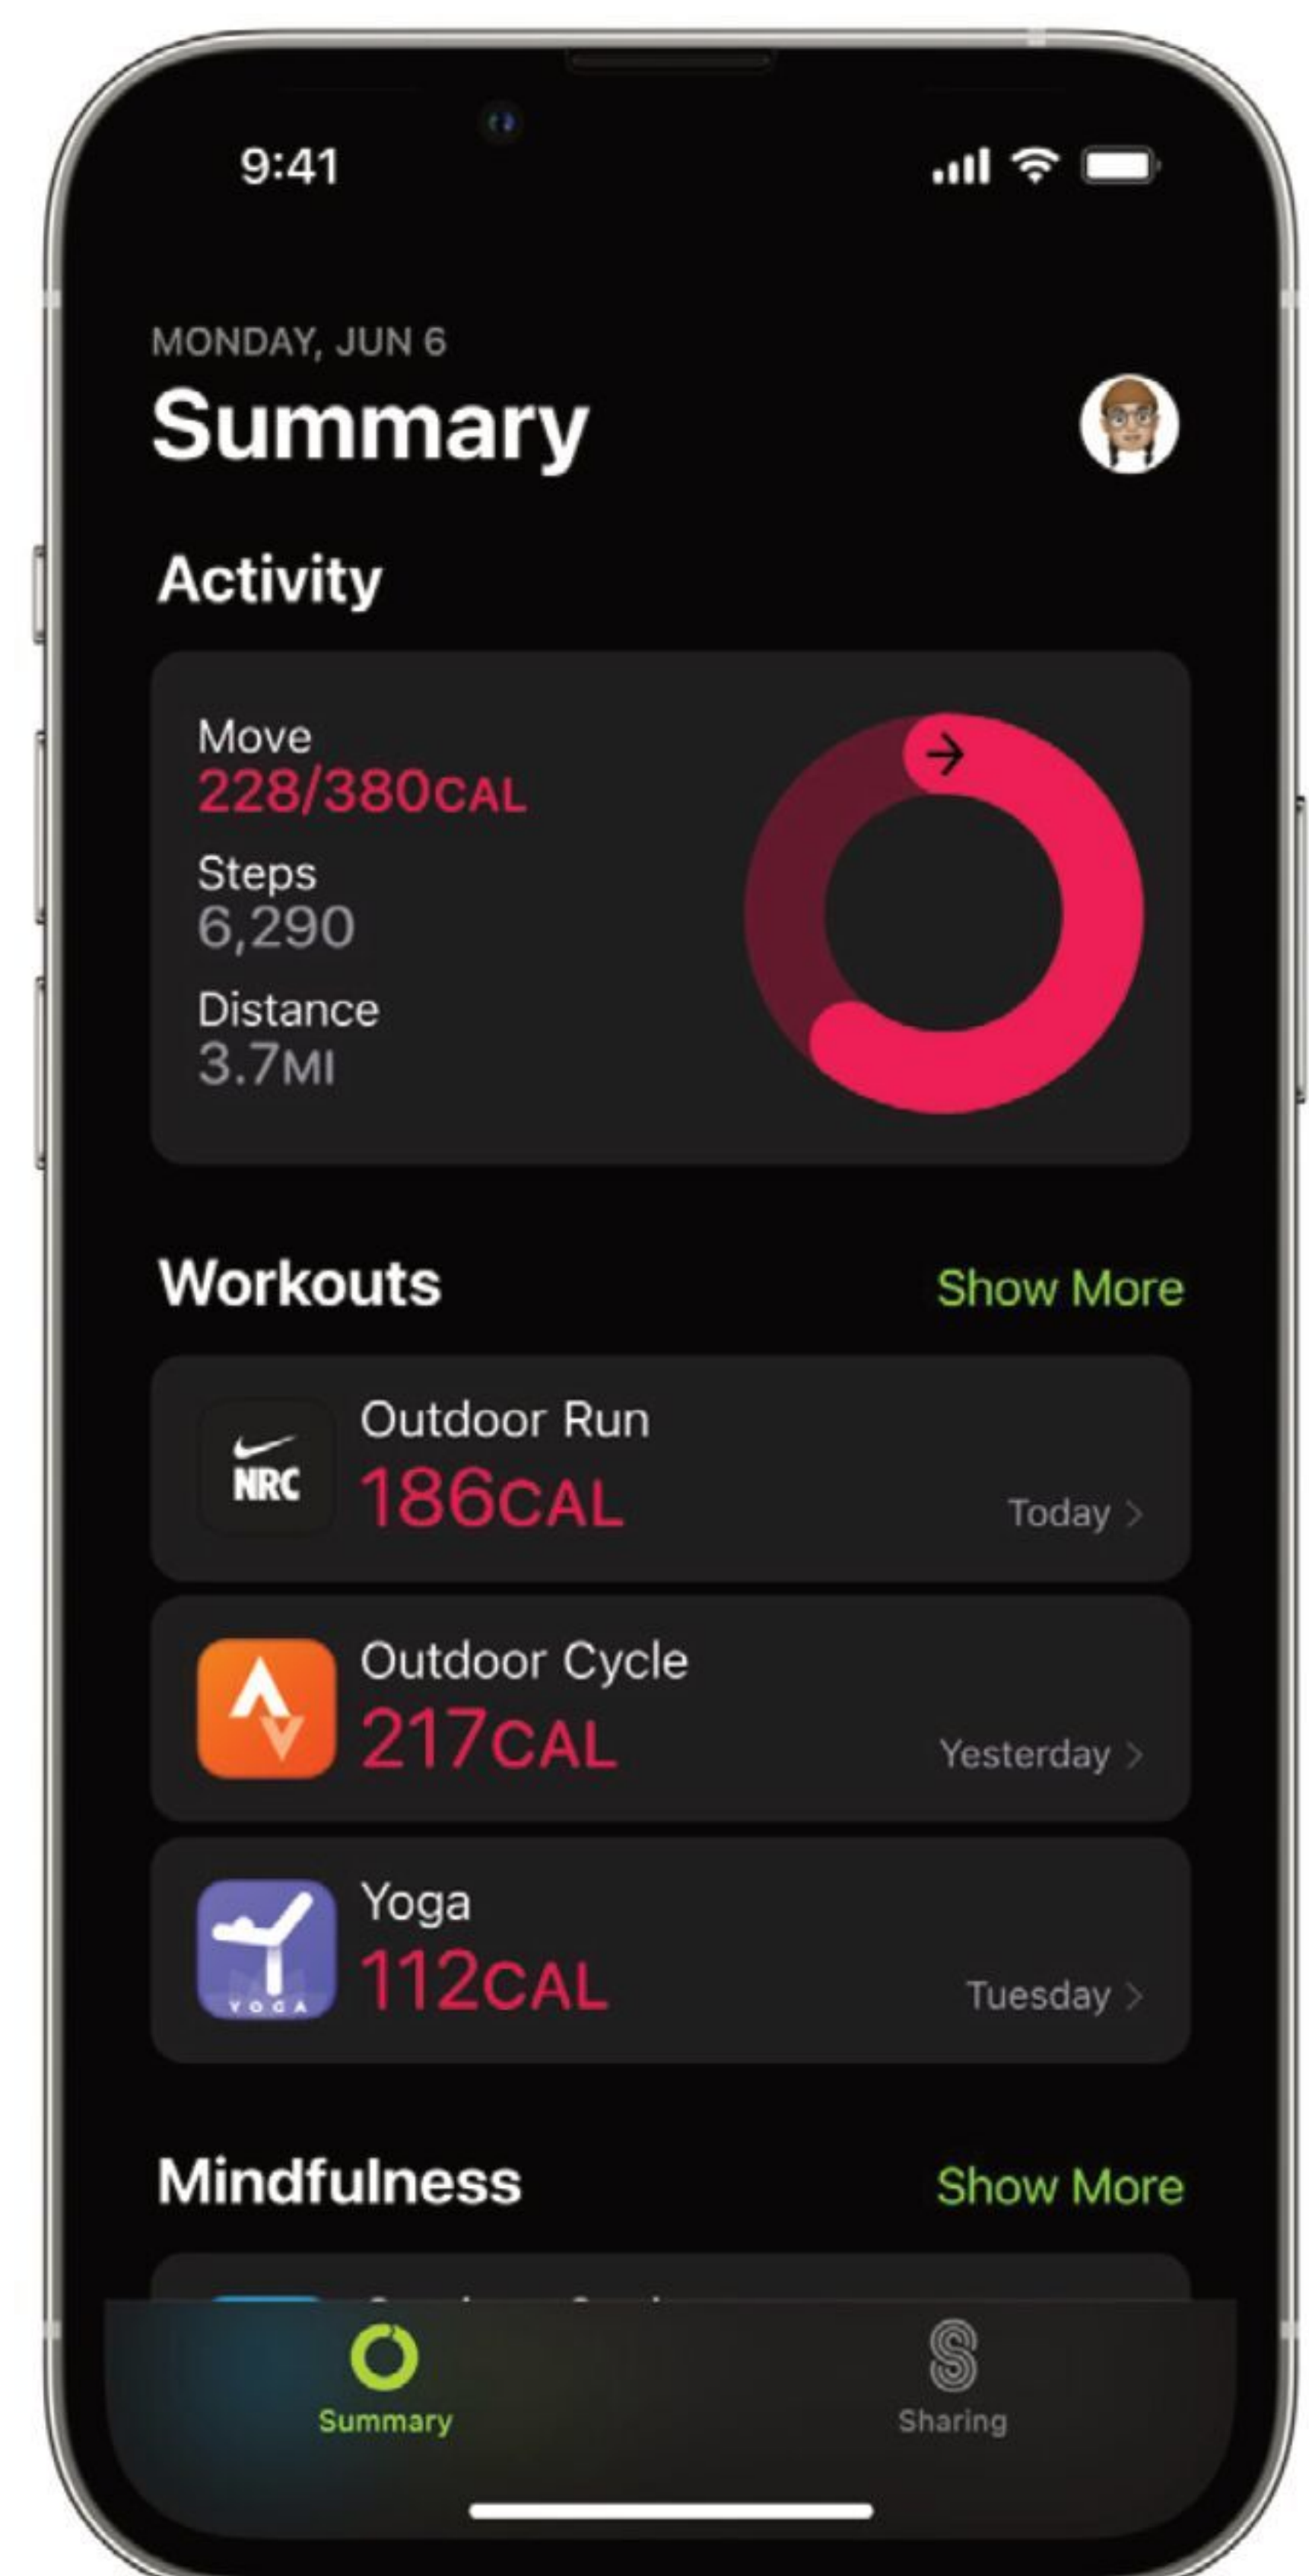 9:41
MONDAY, JUN 6
Summary
Activity
Move
228/380CAL
Steps
6,290
Distance
3.7MI
Workouts
Show More
NRC
Outdoor Run
186CAL
Today
Outdoor Cycle
217CAL
Yesterday
YOGA
Yoga
112CAL
Tuesday
Mindfulness
Show More
Summary
Sharing